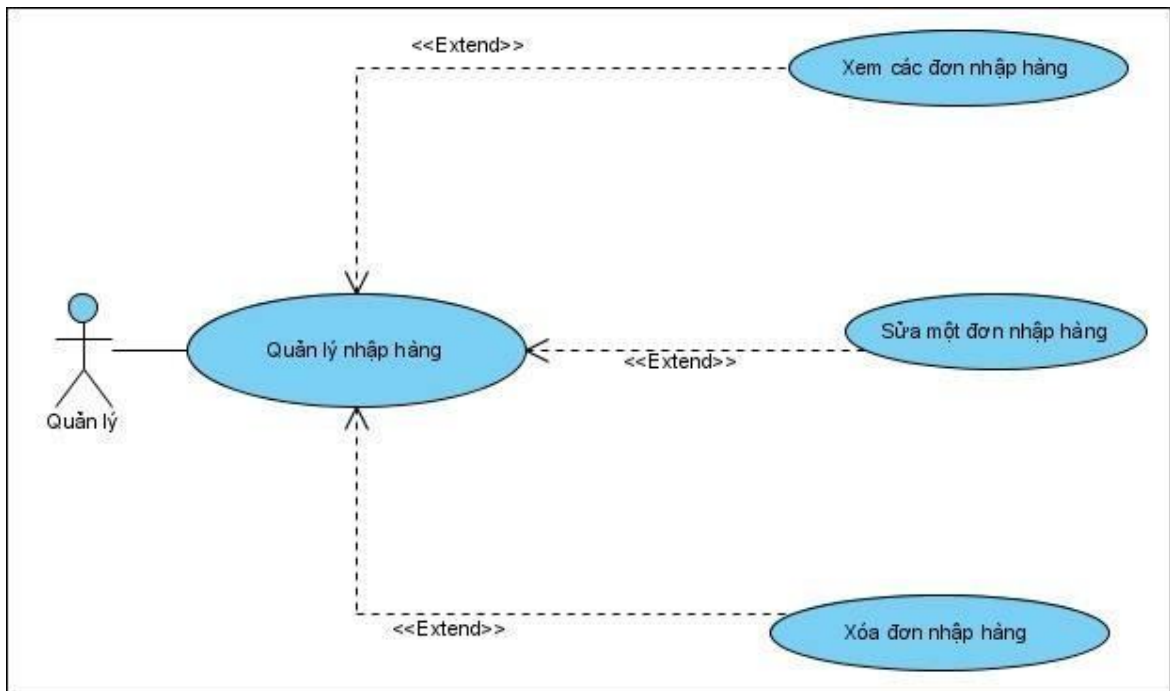 <<Extend>>
Xem các đơn nhập hàng
Quản lý nhập hàng
Sửa một đơn nhập hàng
<<Extend>>
Quản lý
<<Extend>>
Xóa đơn nhập hàng